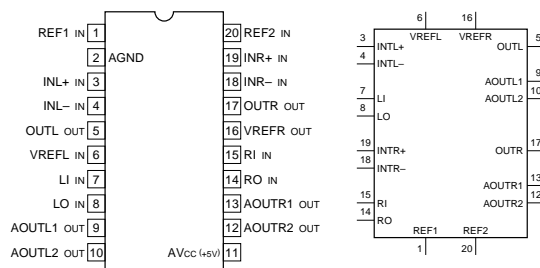 REF1 IN 1
2 AGND
INL+ IN 3
INL– IN 4
OUTL OUT 5
VREFL IN 6
LI IN 7
LO IN 8
AOUTL1 OUT 9
AOUTL2 OUT 10
20 REF2 IN
19 INR+ IN
18 INR– IN
17 OUTR OUT
16 VREFR OUT
15 RI IN
14 RO IN
13 AOUTR1 OUT
12 AOUTR2 OUT
AVCC (+5V) 11
6 16
VREFL VREFR
3 INTL+
4 INTL–
7 LI
8 LO
19 INTR+
18 INTR–
15 RI
14 RO
OUTL 5
AOUTL1 9
AOUTL2 10
OUTR 17
AOUTR1 13
AOUTR2 12
REF1 REF2
1 20